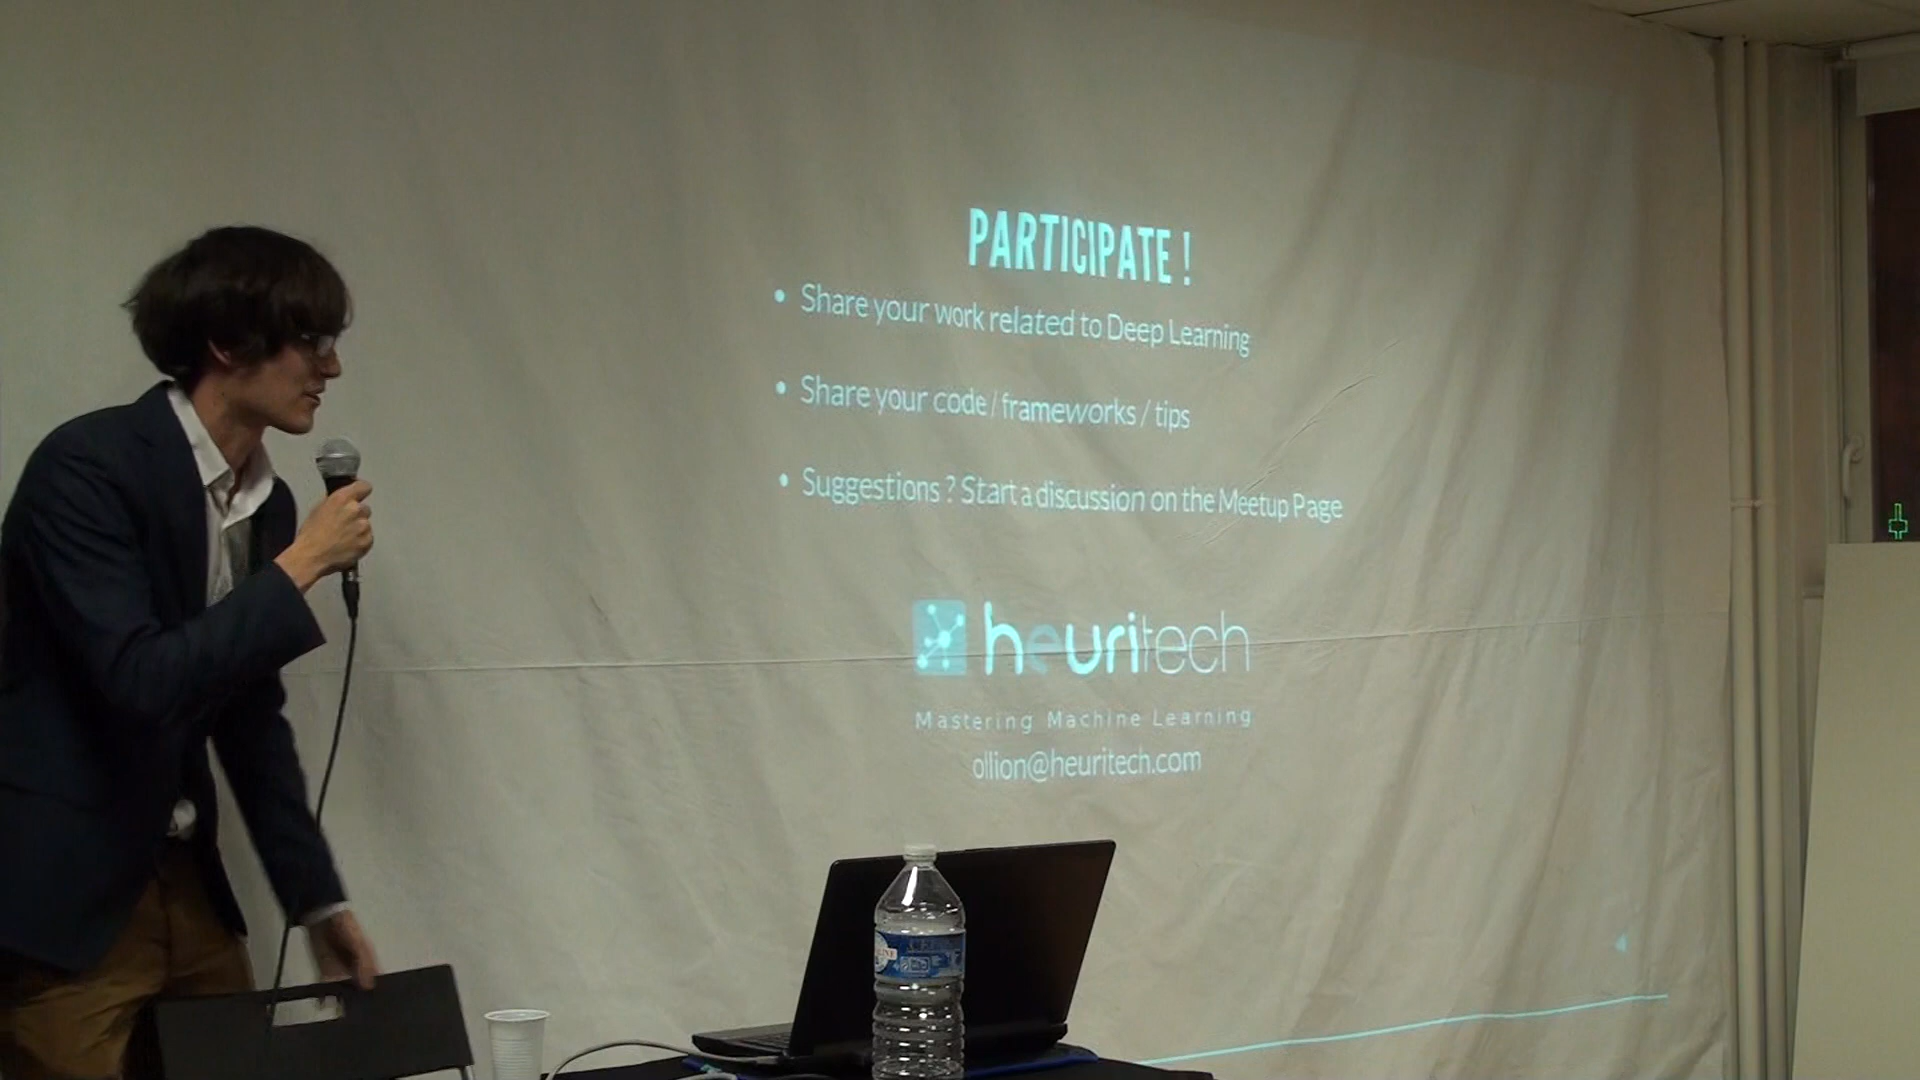 PARTICIPATE !
• Share your work related to Deep Learning
• Share your code / frameworks / tips
• Suggestions ? Start a discussion on the Meetup Page
heuritech
Mastering Machine Learning
ollion@heuritech.com